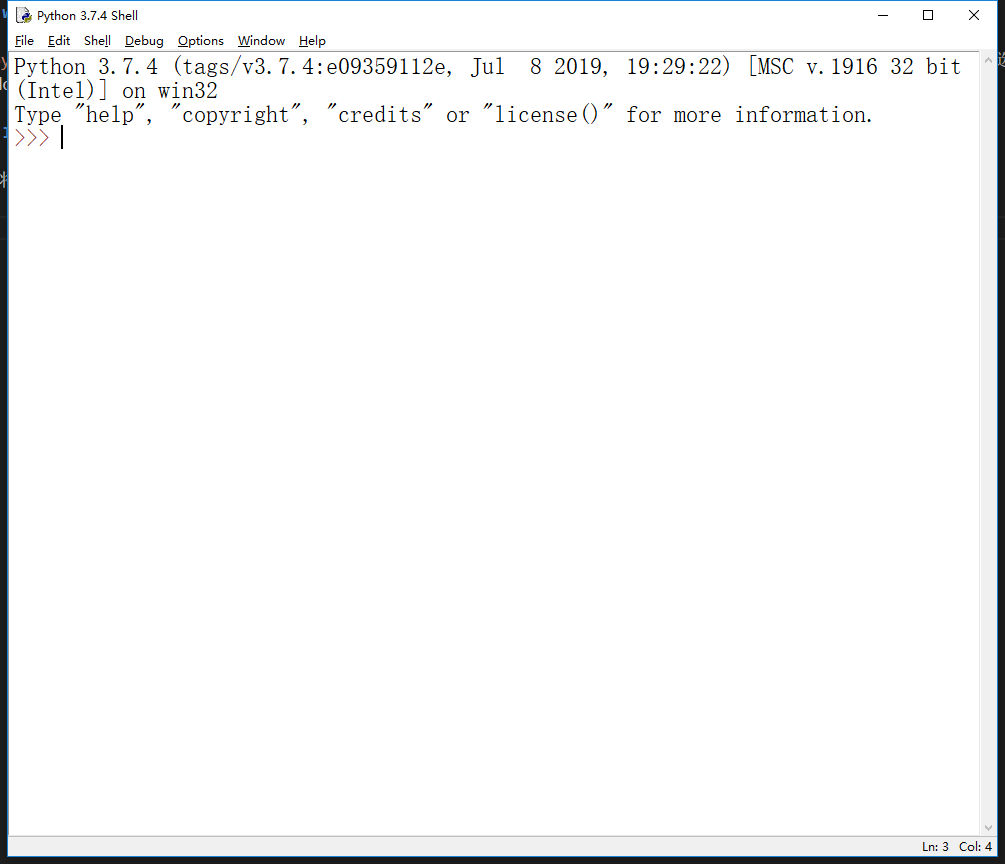 Python 3.7.4 Shell
File Edit Shell Debug Options Window Help
Python 3.7.4 (tags/v3.7.4:e09359112e, Jul  8 2019, 19:29:22) [MSC v.1916 32 bit
(Intel)] on win32
Type "help", "copyright", "credits" or "license()" for more information.
>>>
Ln: 3 Col: 4